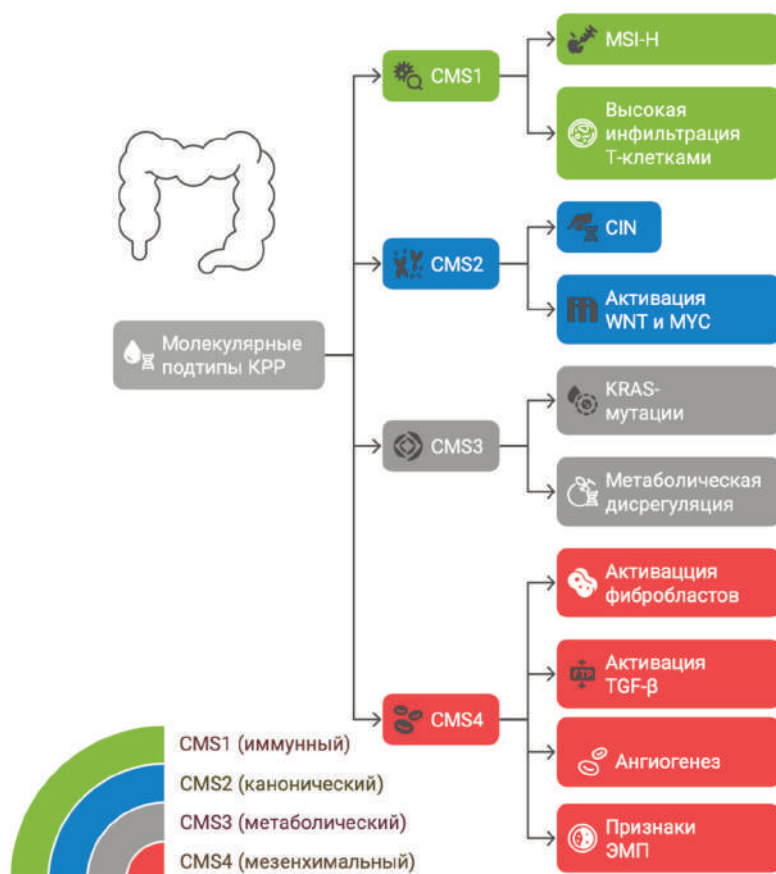 CMS1
MSI-H
Высокая
инфильтрация
Т-клетками
CMS2
CIN
Активация
WNT и MYC
Молекулярные
подтипы КРР
CMS3
KRAS-
мутации
Метаболическая
дисрегуляция
CMS4
Активацция
фибробластов
FTP
Активация
TGF-β
Ангиогенез
Признаки
ЭМП
CMS1 (иммунный)
CMS2 (канонический)
CMS3 (метаболический)
CMS4 (мезенхимальный)